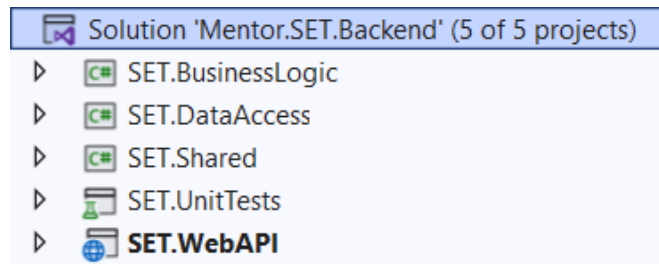 Solution 'Mentor.SET.Backend' (5 of 5 projects)
C# SET.BusinessLogic
C# SET.DataAccess
C# SET.Shared
SET.UnitTests
SET.WebAPI